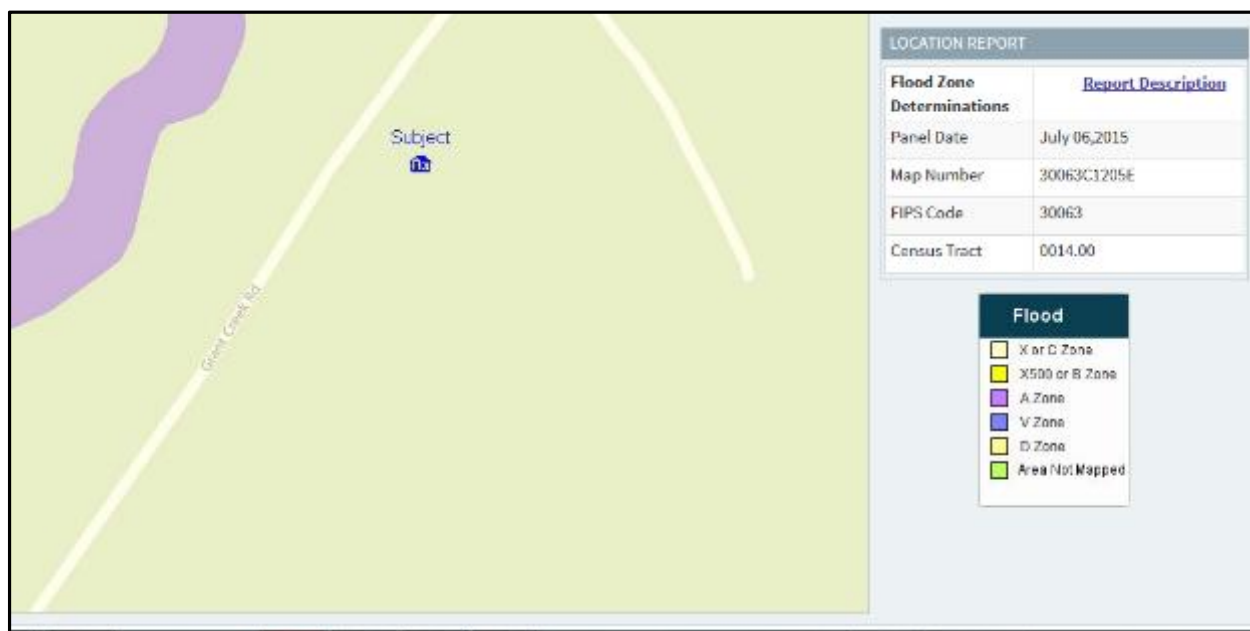 Subject
Grant Creek Rd
LOCATION REPORT
Flood Zone Determinations
Report Description
Panel Date July 06,2015
Map Number 30063C1205E
FIPS Code 30063
Census Tract 0014.00
Flood
X or C Zone
X500 or B Zone
A Zone
V Zone
D Zone
Area Not Mapped